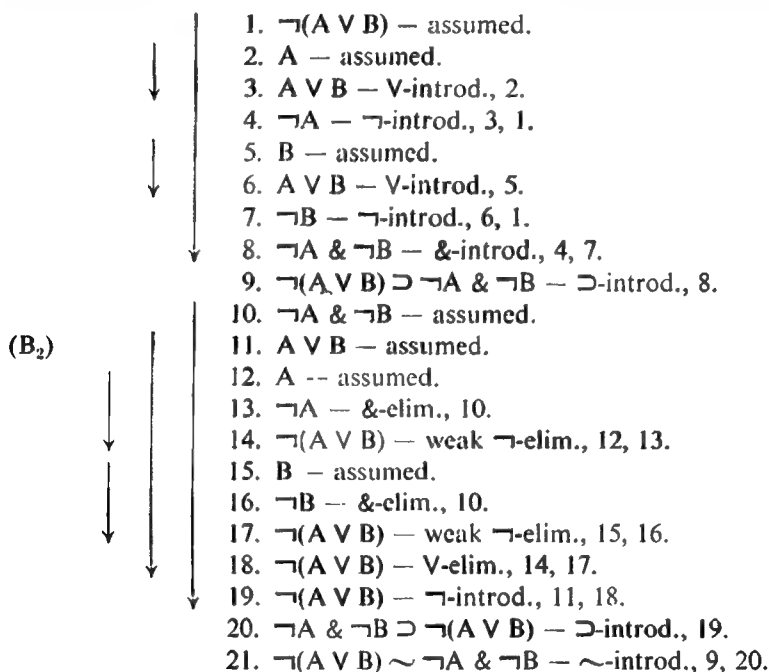 1. ¬(A V B) — assumed.
2. A — assumed.
3. A V B — V-introd., 2.
4. ¬A — ¬-introd., 3, 1.
5. B — assumed.
6. A V B — V-introd., 5.
7. ¬B — ¬-introd., 6, 1.
8. ¬A & ¬B — &-introd., 4, 7.
9. ¬(A V B) ⊃ ¬A & ¬B — ⊃-introd., 8.
10. ¬A & ¬B — assumed.
(B₂) 11. A V B — assumed.
12. A -- assumed.
13. ¬A — &-elim., 10.
14. ¬(A V B) — weak ¬-elim., 12, 13.
15. B — assumed.
16. ¬B — &-elim., 10.
17. ¬(A V B) — weak ¬-elim., 15, 16.
18. ¬(A V B) — V-elim., 14, 17.
19. ¬(A V B) — ¬-introd., 11, 18.
20. ¬A & ¬B ⊃ ¬(A V B) — ⊃-introd., 19.
21. ¬(A V B) ~ ¬A & ¬B — ~-introd., 9, 20.